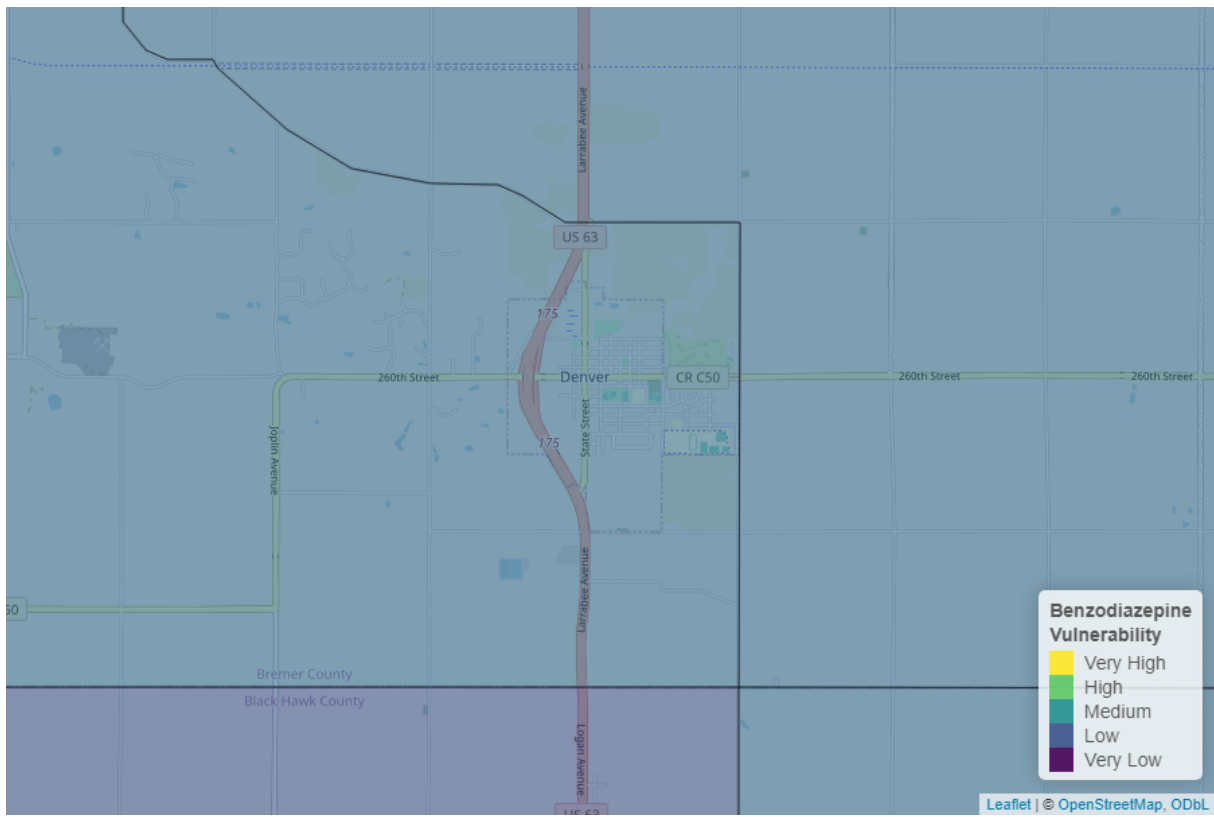 Larrabee Avenue
US 63
175
260th Street
Denver
CR C50
260th Street
260th Street
Joplin Avenue
State Street
175
Larrabee Avenue
50
Bremer County
Black Hawk County
Logan Avenue
US 63
Benzodiazepine
Vulnerability
Very High
High
Medium
Low
Very Low
Leaflet | © OpenStreetMap, ODbL